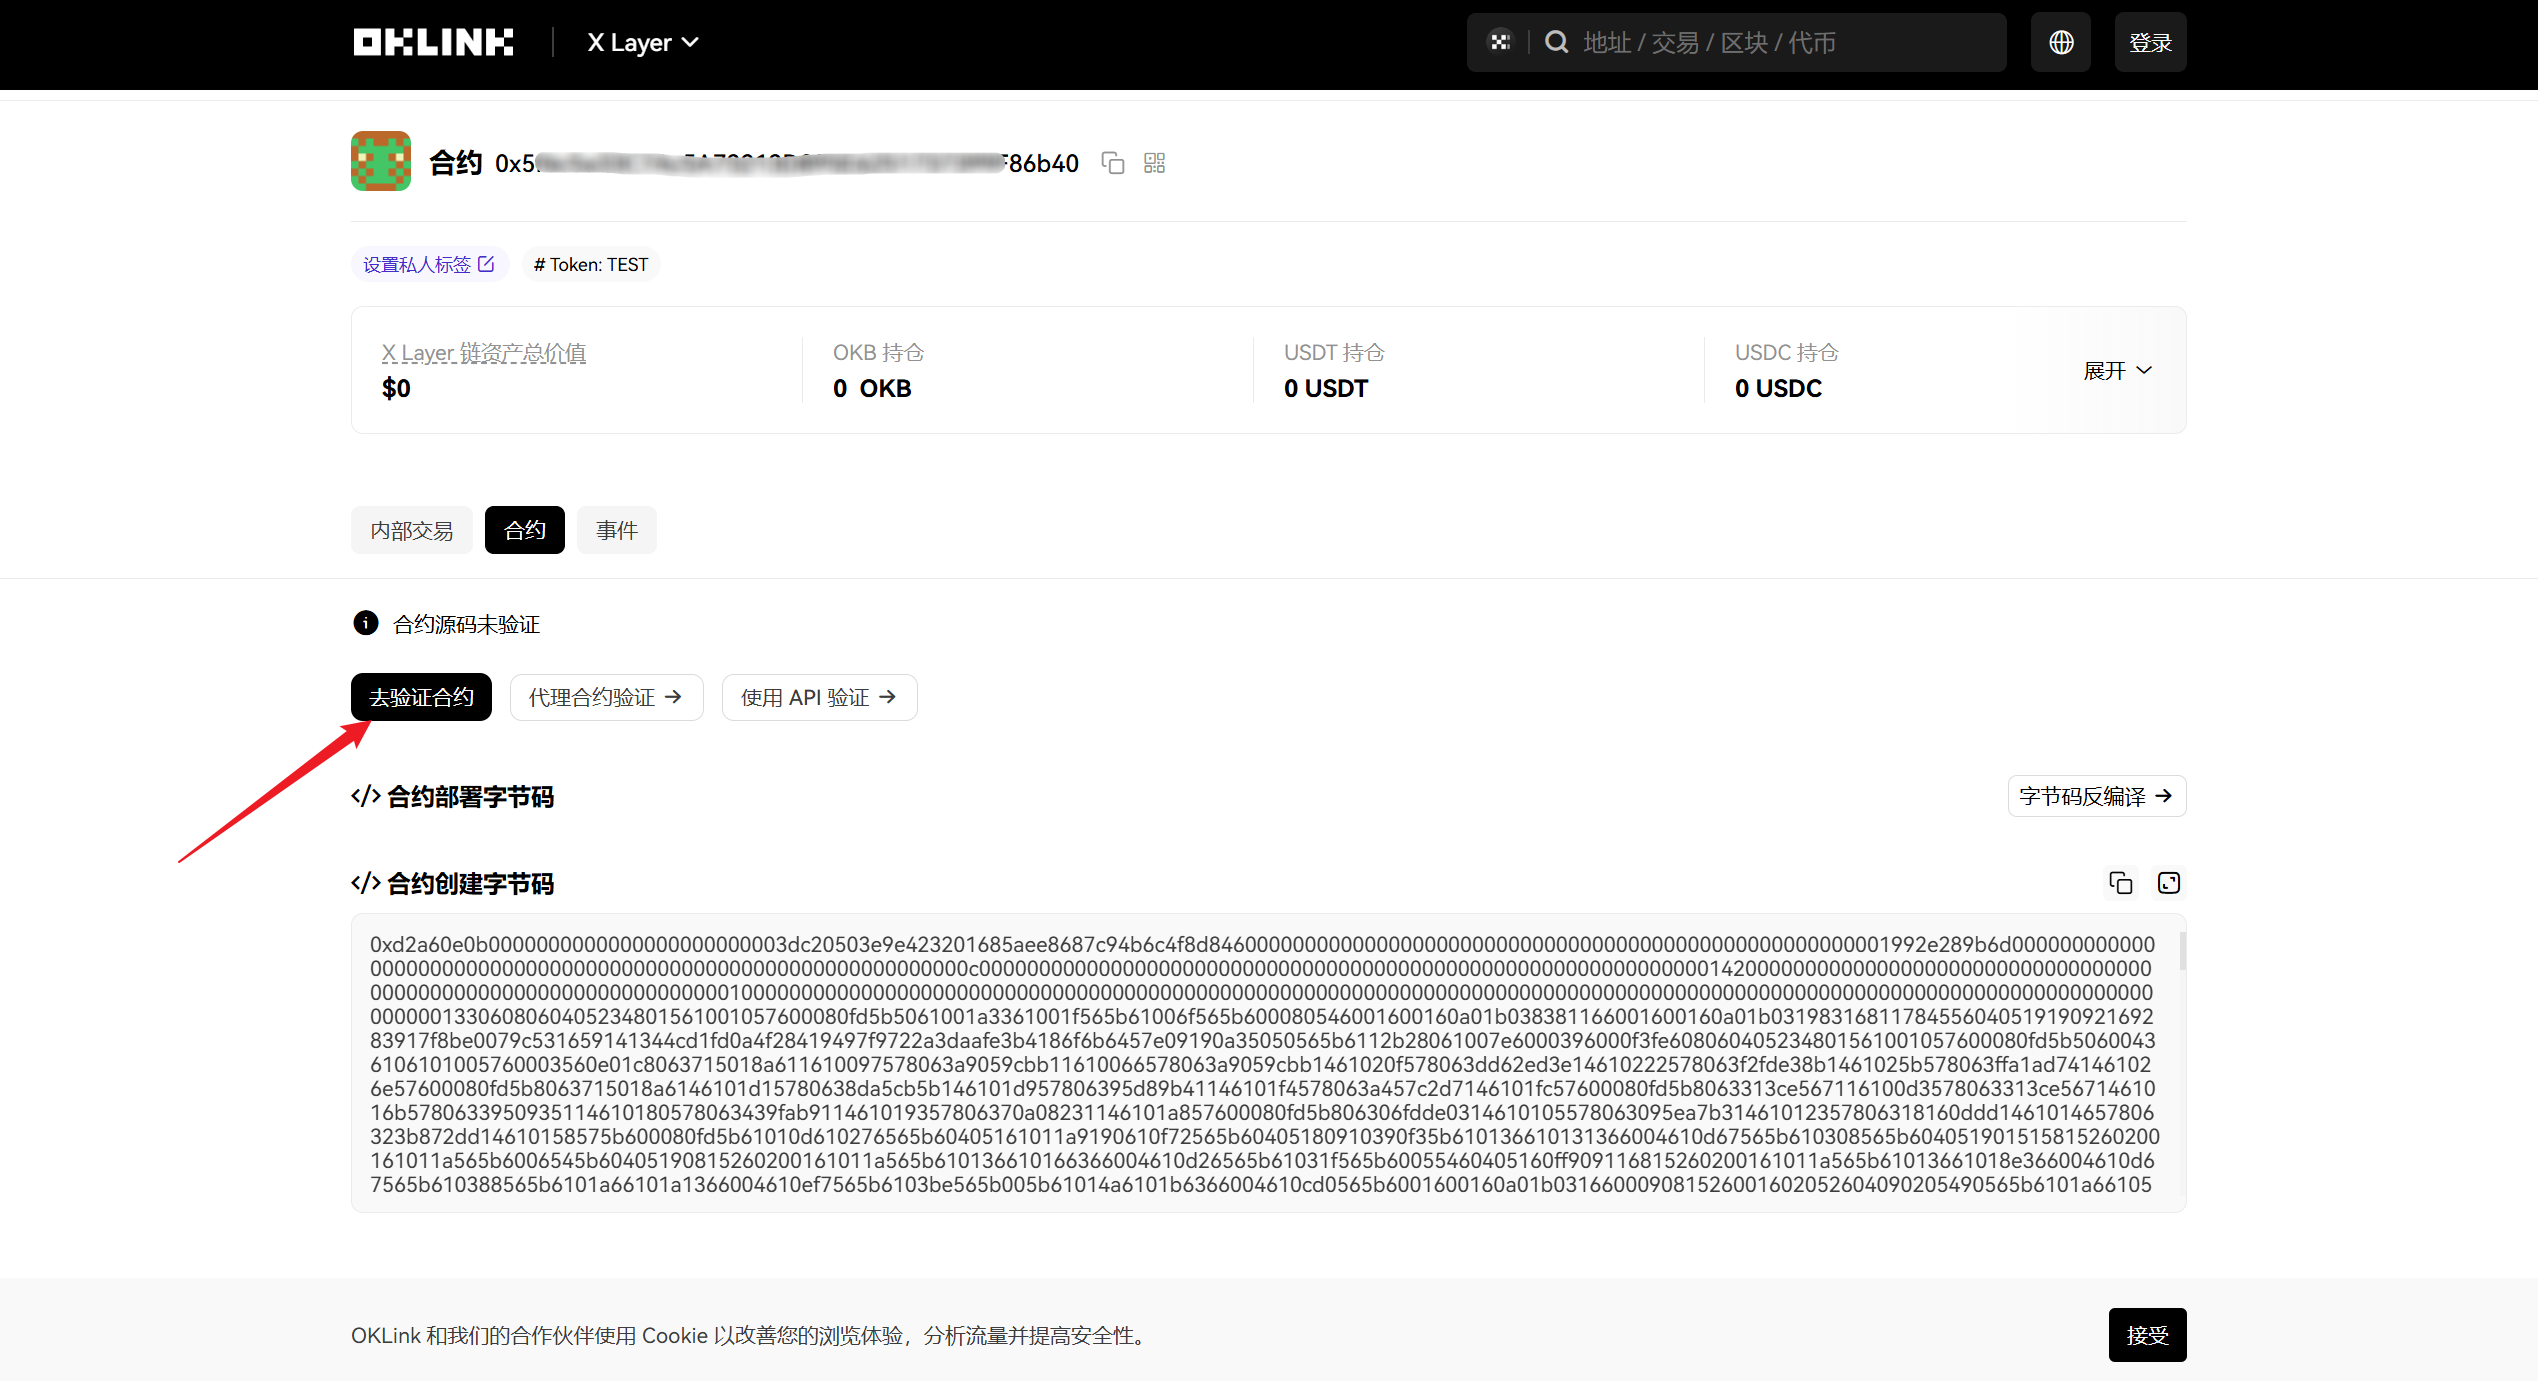 OKLINK
X Layer
地址 / 交易 / 区块 / 代币
登录
合约 0x5 F86b40
设置私人标签
# Token: TEST
X Layer 链资产总价值
$0
OKB 持仓
0 OKB
USDT 持仓
0 USDT
USDC 持仓
0 USDC
展开
内部交易
合约
事件
合约源码未验证
去验证合约
代理合约验证 →
使用 API 验证 →
</> 合约部署字节码
字节码反编译 →
</> 合约创建字节码
283917f8be0079c531659141344cd1fd0a4f28419497f9722a3daafe3b4186f6b6457e09190a35050565b6112b28061007e6000396000f3fe608060405234801561001057600080fd5b5060043
6106101005760003560e01c8063715018a611610097578063a9059cbb11610066578063a9059cbb1461020f578063dd62ed3e14610222578063f2fde38b1461025b578063ffa1ad74146102
6e57600080fd5b8063715018a6146101d15780638da5cb5b146101d957806395d89b41146101f4578063a457c2d7146101fc57600080fd5b8063313ce567116100d3578063313ce56714610
16b5780633950935114610180578063439fab911461019357806370a08231146101a857600080fd5b806306fdde0314610105578063095ea7b31461012357806318160ddd1461014657806
323b872dd14610158575b600080fd5b61010d610276565b60405161011a9190610f72565b60405180910390f35b610136610131366004610d67565b610308565b604051901515815260200
161011a565b6006545b60405190815260200161011a565b610136610166366004610d26565b61031f565b60055460405160ff909116815260200161011a565b61013661018e366004610d6
7565b610388565b6101a66101a1366004610ef7565b6103be565b005b61014a6101b6366004610cd0565b6001600160a01b031660009081526001602052604090205490565b6101a66105
OKLink 和我们的合作伙伴使用 Cookie 以改善您的浏览体验，分析流量并提高安全性。
接受